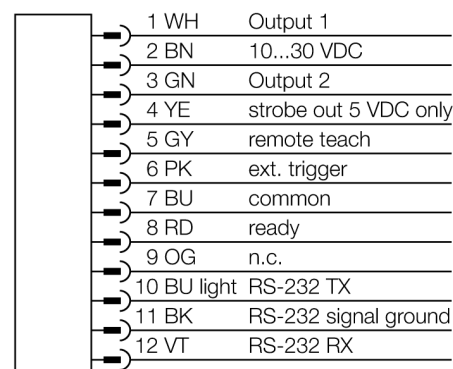 1 WH Output 1
2 BN 10...30 VDC
3 GN Output 2
4 YE strobe out 5 VDC only
5 GY remote teach
6 PK ext. trigger
7 BU common
8 RD ready
9 OG n.c.
10 BU light RS-232 TX
11 BK RS-232 signal ground
12 VT RS-232 RX